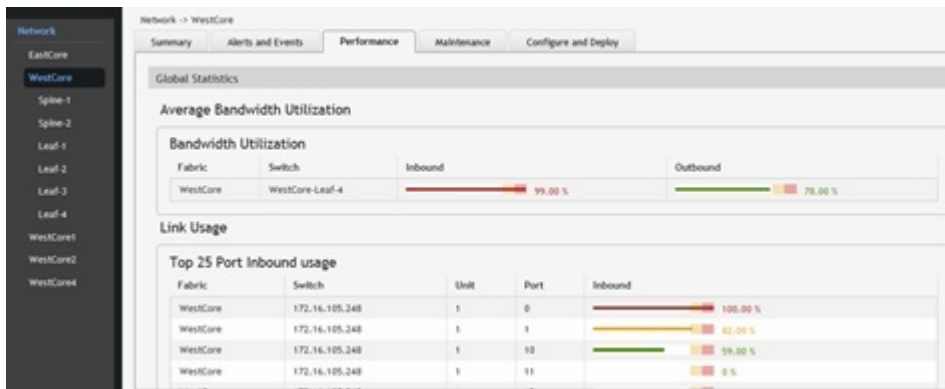 Network -> WestCore
Network
EastCore
WestCore
Spine-1
Spine-2
Leaf-1
Leaf-2
Leaf-3
Leaf-4
WestCore1
WestCore2
WestCore4
Summary Alerts and Events Performance Maintenance Configure and Deploy
Global Statistics
Average Bandwidth Utilization
Bandwidth Utilization
Fabric Switch Inbound Outbound
WestCore WestCore-Leaf-4 99.00 % 78.00 %
Link Usage
Top 25 Port Inbound usage
Fabric Switch Unit Port Inbound
WestCore 172.16.105.248 1 0 100.00 %
WestCore 172.16.105.248 1 1 82.00 %
WestCore 172.16.105.248 1 10 59.00 %
WestCore 172.16.105.248 1 11 0 %